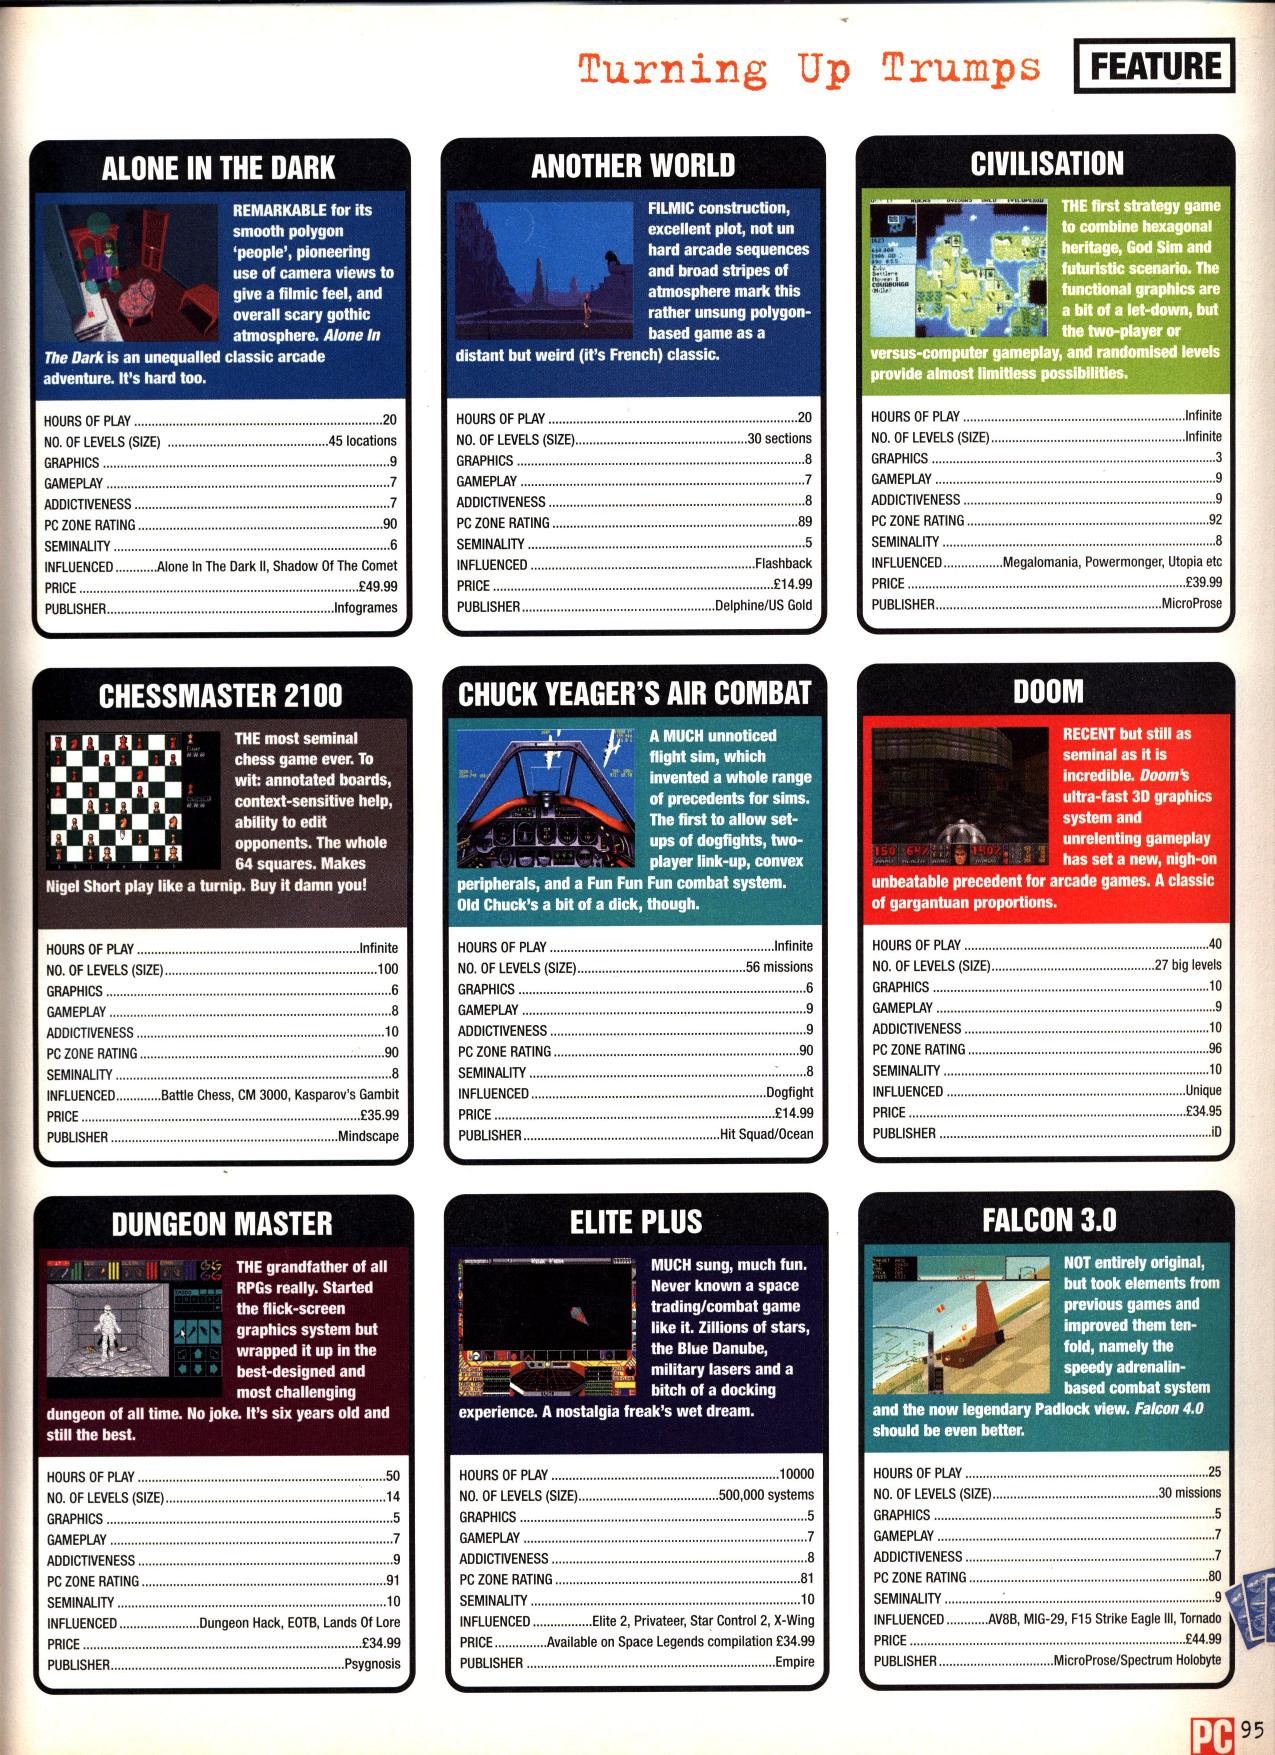 Turning Up Trumps FEATURE
ALONE IN THE DARK
REMARKABLE for its
smooth polygon
‘people’, pioneering
use of camera views to
give a filmic feel, and
overall scary gothic
atmosphere. Alone In
The Dark is an unequalled classic arcade
adventure. It's hard too.
HOURS OF PLAY ..........20
NO. OF LEVELS (SIZE) ..........45 locations
GRAPHICS ..........9
GAMEPLAY ..........7
ADDICTIVENESS ..........7
PC ZONE RATING ..........90
SEMINALITY ..........6
INFLUENCED ..........Alone In The Dark II, Shadow Of The Comet
PRICE ..........£49.99
PUBLISHER ..........Infogrames
ANOTHER WORLD
FILMIC construction,
excellent plot, not un
hard arcade sequences
and broad stripes of
atmosphere mark this
rather unsung polygon-
based game as a
distant but weird (it's French) classic.
HOURS OF PLAY ..........20
NO. OF LEVELS (SIZE) ..........30 sections
GRAPHICS ..........8
GAMEPLAY ..........7
ADDICTIVENESS ..........8
PC ZONE RATING ..........89
SEMINALITY ..........5
INFLUENCED ..........Flashback
PRICE ..........£14.99
PUBLISHER ..........Delphine/US Gold
CIVILISATION
THE first strategy game
to combine hexagonal
heritage, God Sim and
futuristic scenario. The
functional graphics are
a bit of a let-down, but
the two-player or
versus-computer gameplay, and randomised levels
provide almost limitless possibilities.
Zulu
Settlers
HOURS OF PLAY ..........Infinite
NO. OF LEVELS (SIZE) ..........Infinite
GRAPHICS ..........3
GAMEPLAY ..........9
ADDICTIVENESS ..........9
PC ZONE RATING ..........92
SEMINALITY ..........8
INFLUENCED ..........Megalomania, Powermonger, Utopia etc
PRICE ..........£39.99
PUBLISHER ..........MicroProse
CHESSMASTER 2100
THE most seminal
chess game ever. To
wit: annotated boards,
context-sensitive help,
ability to edit
opponents. The whole
64 squares. Makes
Nigel Short play like a turnip. Buy it damn you!
HOURS OF PLAY ..........Infinite
NO. OF LEVELS (SIZE) ..........100
GRAPHICS ..........6
GAMEPLAY ..........8
ADDICTIVENESS ..........10
PC ZONE RATING ..........90
SEMINALITY ..........8
INFLUENCED ..........Battle Chess, CM 3000, Kasparov's Gambit
PRICE ..........£35.99
PUBLISHER ..........Mindscape
CHUCK YEAGER'S AIR COMBAT
A MUCH unnoticed
flight sim, which
invented a whole range
of precedents for sims.
The first to allow set-
ups of dogfights, two-
player link-up, convex
peripherals, and a Fun Fun Fun combat system.
Old Chuck's a bit of a dick, though.
HOURS OF PLAY ..........Infinite
NO. OF LEVELS (SIZE) ..........56 missions
GRAPHICS ..........6
GAMEPLAY ..........9
ADDICTIVENESS ..........9
PC ZONE RATING ..........90
SEMINALITY ..........8
INFLUENCED ..........Dogfight
PRICE ..........£14.99
PUBLISHER ..........Hit Squad/Ocean
DOOM
RECENT but still as
seminal as it is
incredible. Doom's
ultra-fast 3D graphics
system and
unrelenting gameplay
has set a new, nigh-on
unbeatable precedent for arcade games. A classic
of gargantuan proportions.
HOURS OF PLAY ..........40
NO. OF LEVELS (SIZE) ..........27 big levels
GRAPHICS ..........10
GAMEPLAY ..........9
ADDICTIVENESS ..........10
PC ZONE RATING ..........96
SEMINALITY ..........10
INFLUENCED ..........Unique
PRICE ..........£34.95
PUBLISHER ..........iD
DUNGEON MASTER
THE grandfather of all
RPGs really. Started
the flick-screen
graphics system but
wrapped it up in the
best-designed and
most challenging
dungeon of all time. No joke. It's six years old and
still the best.
HOURS OF PLAY ..........50
NO. OF LEVELS (SIZE) ..........14
GRAPHICS ..........5
GAMEPLAY ..........7
ADDICTIVENESS ..........9
PC ZONE RATING ..........91
SEMINALITY ..........10
INFLUENCED ..........Dungeon Hack, EOTB, Lands Of Lore
PRICE ..........£34.99
PUBLISHER ..........Psygnosis
ELITE PLUS
MUCH sung, much fun.
Never known a space
trading/combat game
like it. Zillions of stars,
the Blue Danube,
military lasers and a
bitch of a docking
experience. A nostalgia freak's wet dream.
HOURS OF PLAY ..........10000
NO. OF LEVELS (SIZE) ..........500,000 systems
GRAPHICS ..........5
GAMEPLAY ..........7
ADDICTIVENESS ..........8
PC ZONE RATING ..........81
SEMINALITY ..........10
INFLUENCED ..........Elite 2, Privateer, Star Control 2, X-Wing
PRICE ..........Available on Space Legends compilation £34.99
PUBLISHER ..........Empire
FALCON 3.0
NOT entirely original,
but took elements from
previous games and
improved them ten-
fold, namely the
speedy adrenalin-
based combat system
and the now legendary Padlock view. Falcon 4.0
should be even better.
HOURS OF PLAY ..........25
NO. OF LEVELS (SIZE) ..........30 missions
GRAPHICS ..........5
GAMEPLAY ..........7
ADDICTIVENESS ..........7
PC ZONE RATING ..........80
SEMINALITY ..........9
INFLUENCED ..........AV8B, MIG-29, F15 Strike Eagle III, Tornado
PRICE ..........£44.99
PUBLISHER ..........MicroProse/Spectrum Holobyte
PC 95